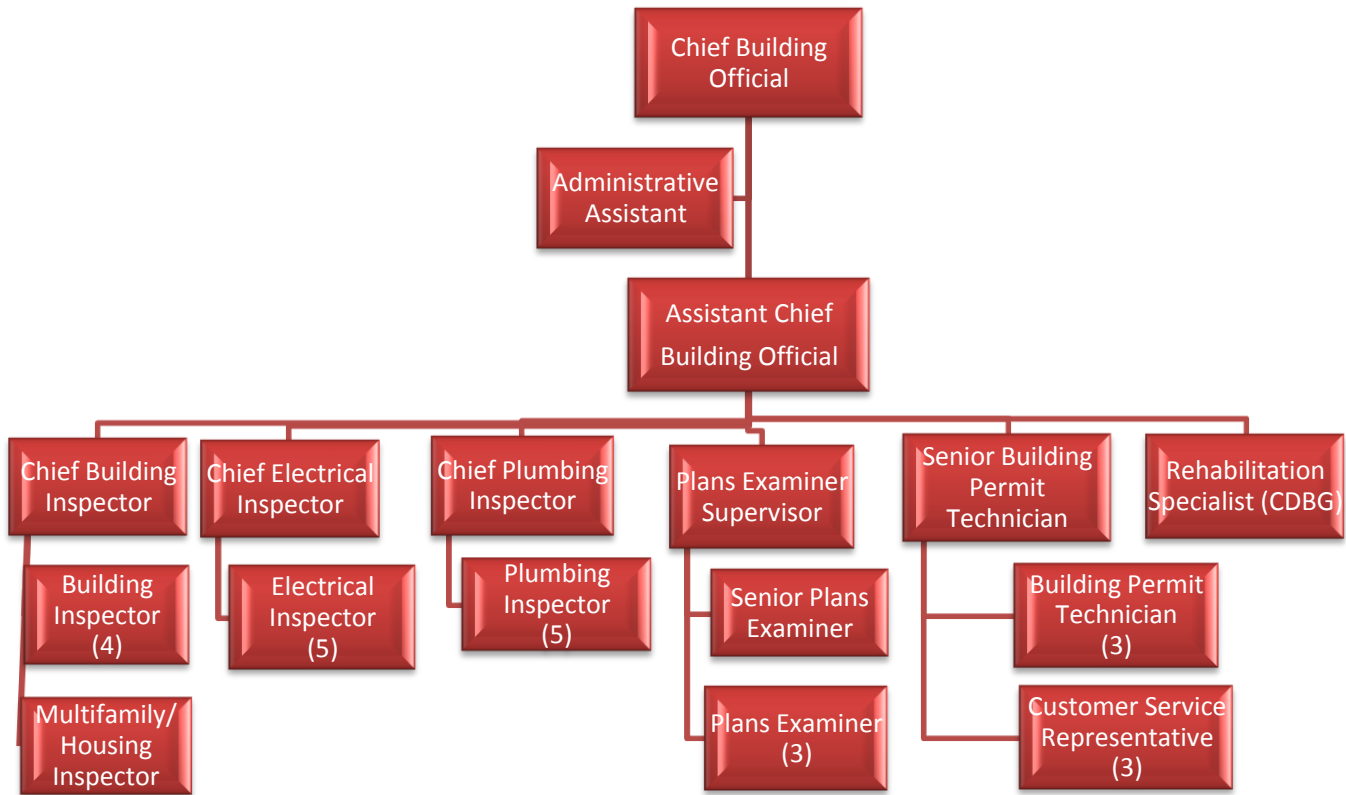 Chief Building
Official
Administrative
Assistant
Assistant Chief
Building Official
Chief Building
Inspector
Chief Electrical
Inspector
Chief Plumbing
Inspector
Plans Examiner
Supervisor
Senior Building
Permit
Technician
Rehabilitation
Specialist (CDBG)
Building
Inspector
(4)
Electrical
Inspector
(5)
Plumbing
Inspector
(5)
Senior Plans
Examiner
Building Permit
Technician
(3)
Multifamily/
Housing
Inspector
Plans Examiner
(3)
Customer Service
Representative
(3)